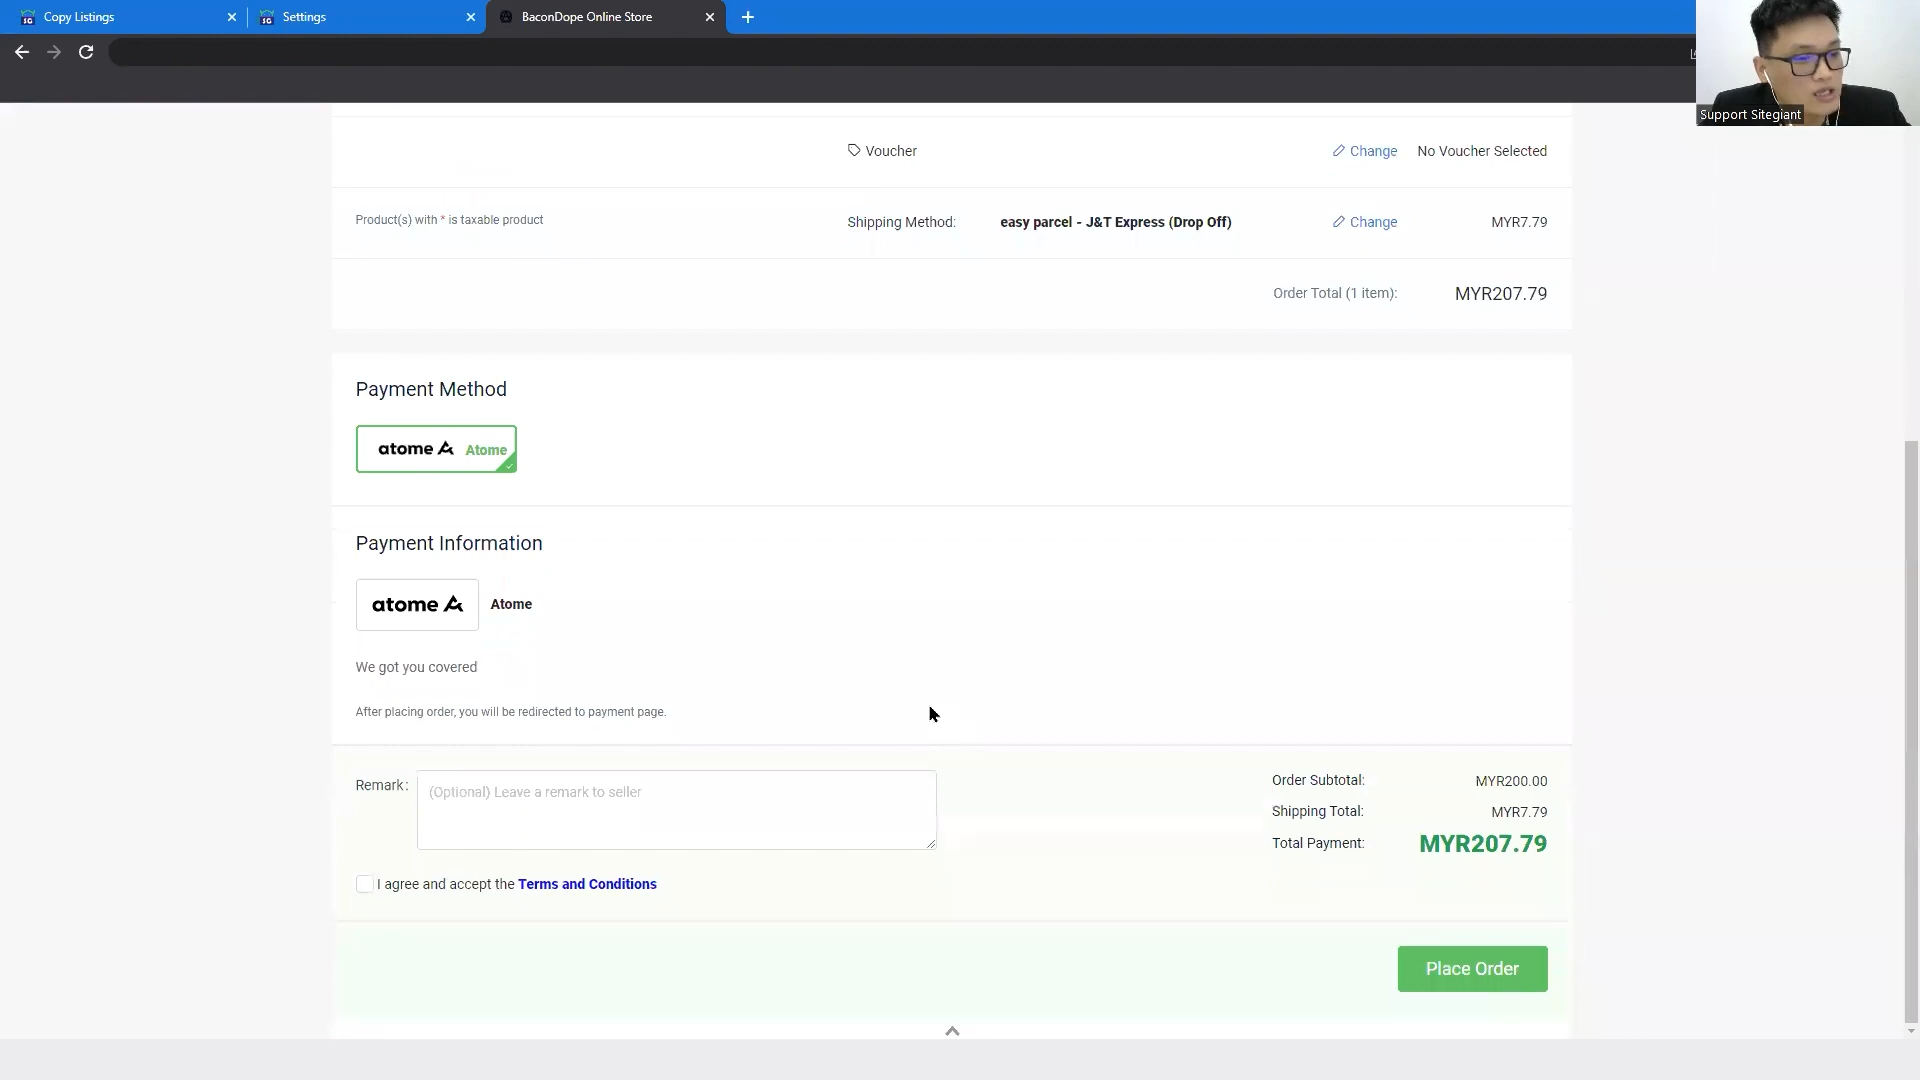 Copy Listings
Settings
BaconDope Online Store
Support Sitegiant
Voucher Change No Voucher Selected
Product(s) with * is taxable product Shipping Method: easy parcel - J&T Express (Drop Off) Change MYR7.79
Order Total (1 item): MYR207.79
Payment Method
atome Atome
Payment Information
atome Atome
We got you covered
After placing order, you will be redirected to payment page.
Remark: (Optional) Leave a remark to seller
Order Subtotal: MYR200.00
Shipping Total: MYR7.79
Total Payment: MYR207.79
I agree and accept the Terms and Conditions
Place Order